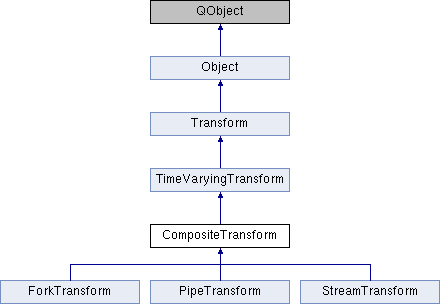 QObject
Object
Transform
TimeVaryingTransform
CompositeTransform
ForkTransform
PipeTransform
StreamTransform